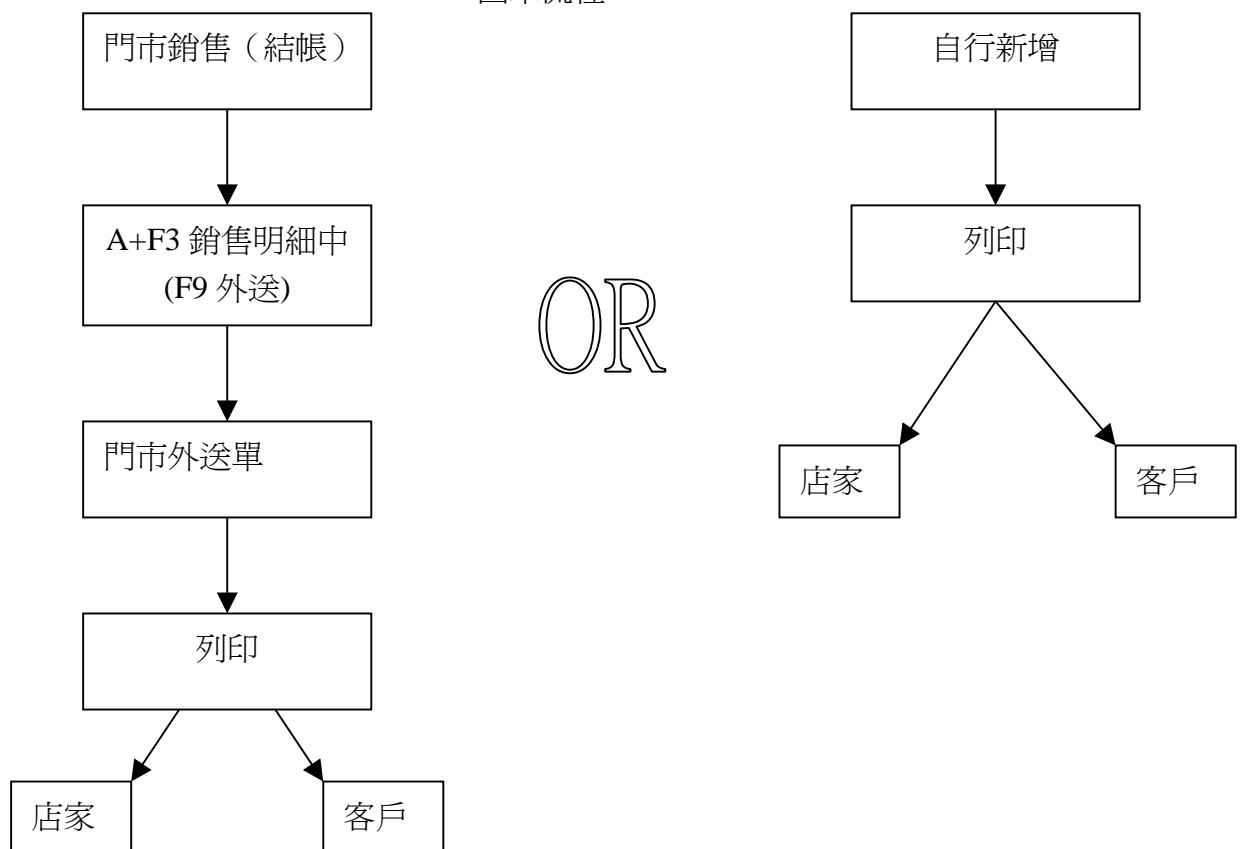 門市銷售（結帳）
A+F3 銷售明細中
(F9 外送)
門市外送單
列印
店家
客戶
OR
自行新增
列印
店家
客戶